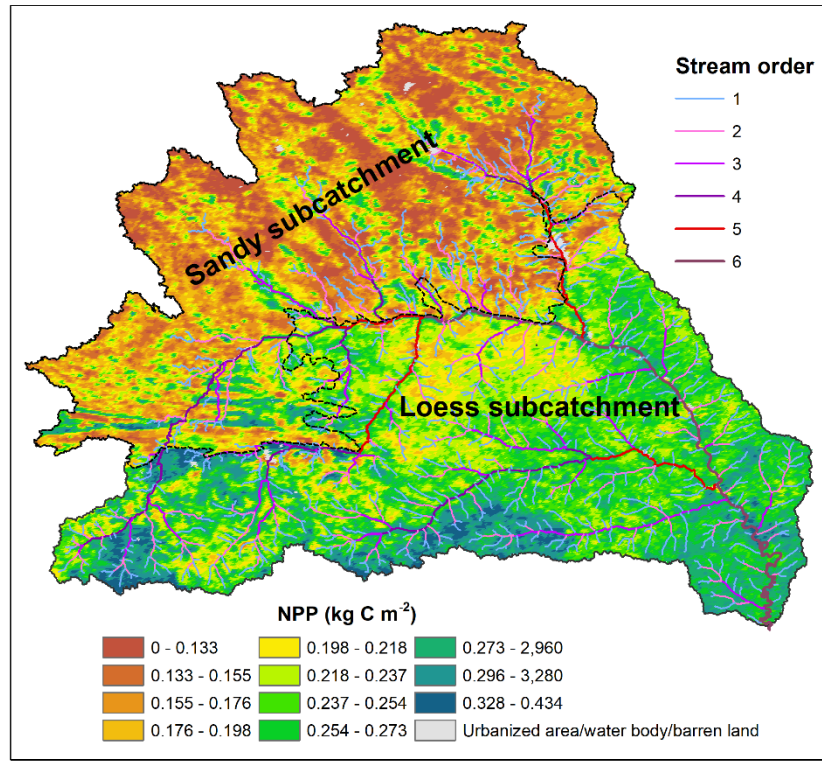 Stream order
1
2
3
4
5
6
Sandy subcatchment
Loess subcatchment
NPP (kg C m⁻²)
0 - 0.133
0.133 - 0.155
0.155 - 0.176
0.176 - 0.198
0.198 - 0.218
0.218 - 0.237
0.237 - 0.254
0.254 - 0.273
0.273 - 2,960
0.296 - 3,280
0.328 - 0.434
Urbanized area/water body/barren land